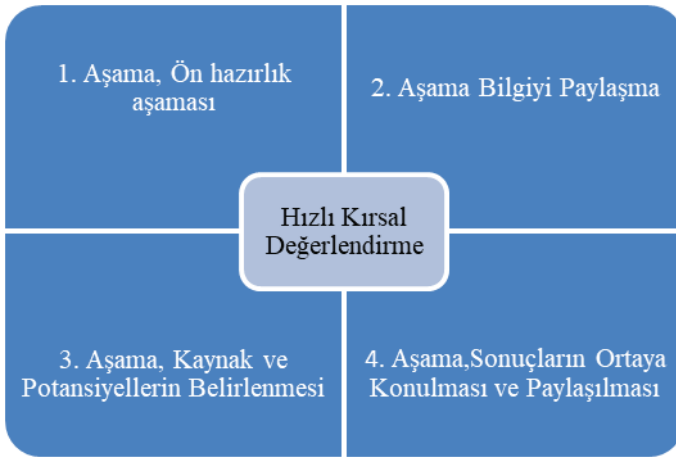 1. Aşama, Ön hazırlık
aşaması
2. Aşama Bilgiyi Paylaşma
Hızlı Kırsal
Değerlendirme
3. Aşama, Kaynak ve
Potansiyellerin Belirlenmesi
4. Aşama,Sonuçların Ortaya
Konulması ve Paylaşılması